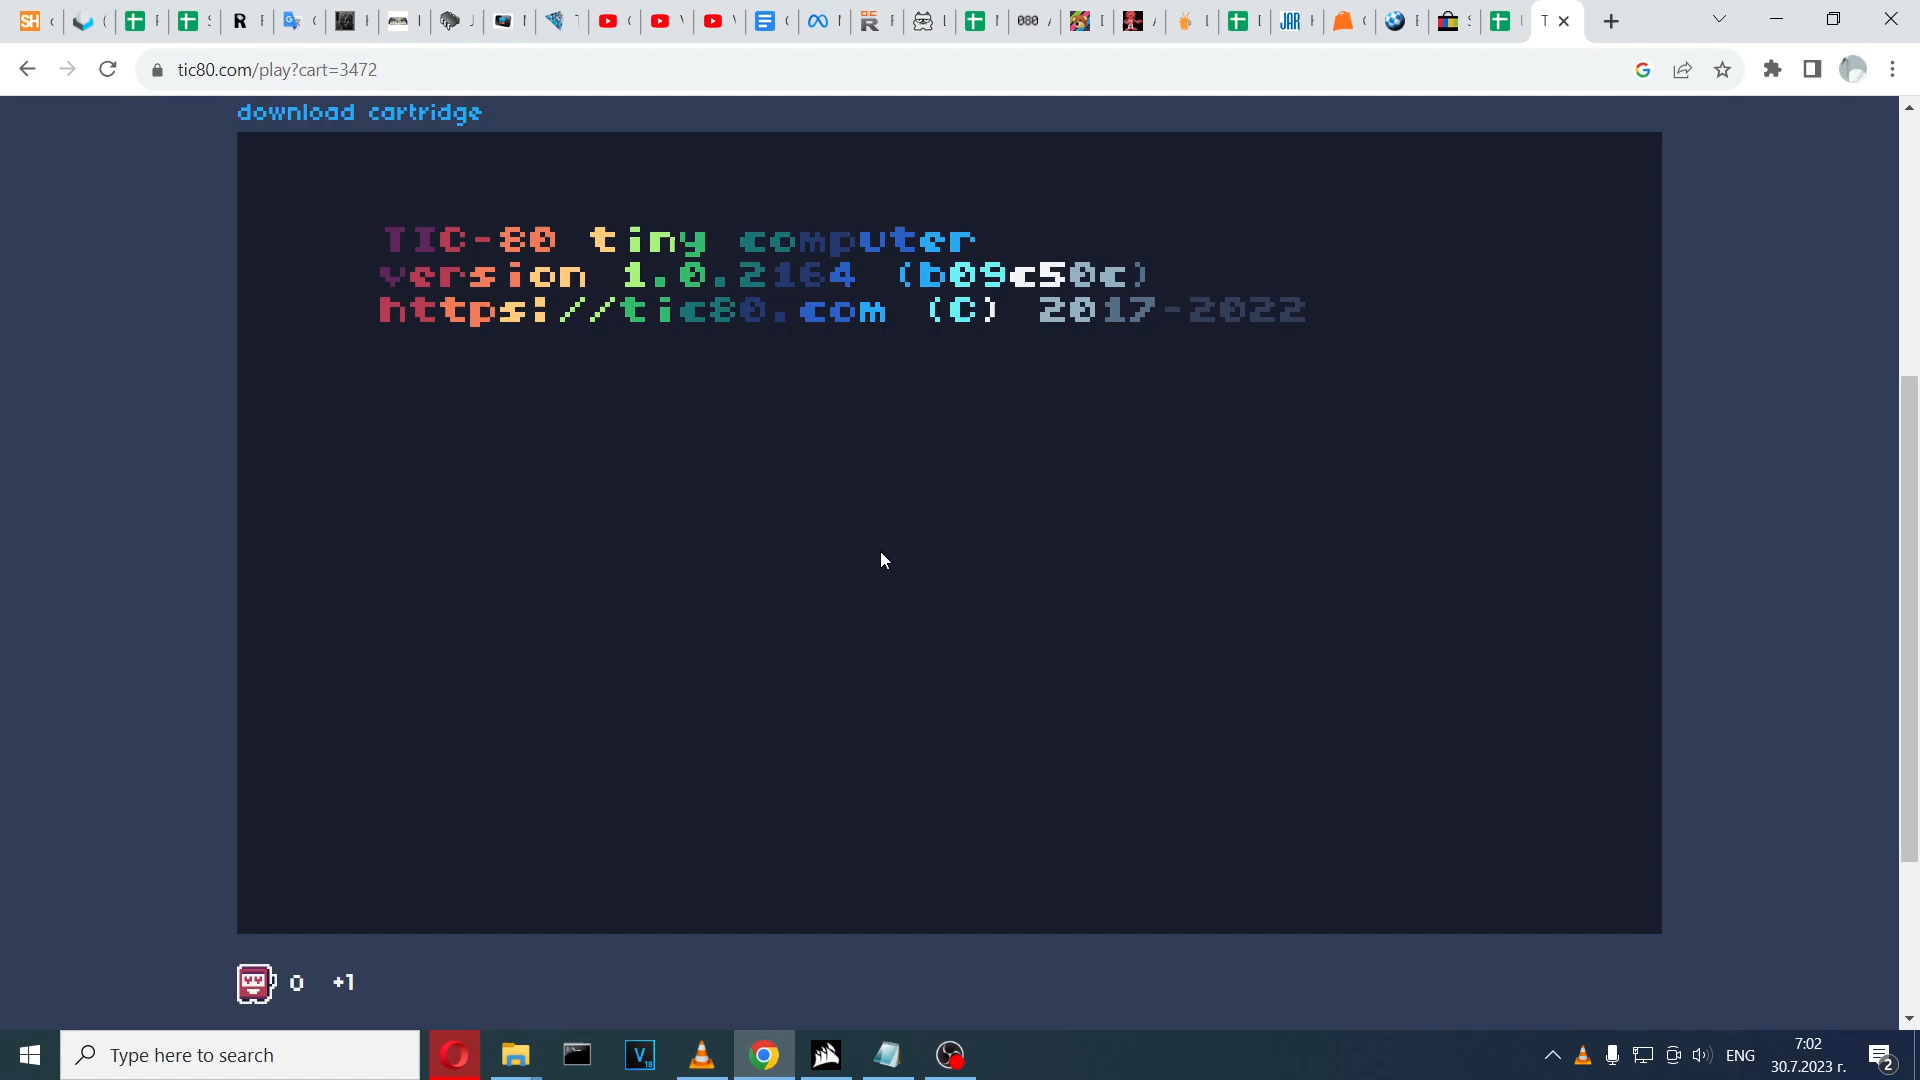 tic80.com/play?cart=3472
download cartridge
TIC-80 tiny computer
version 1.0.2164 (b09c50c)
https://tic80.com (C) 2017-2022
0 +1
Type here to search
ENG
7:02
30.7.2023 г.
2